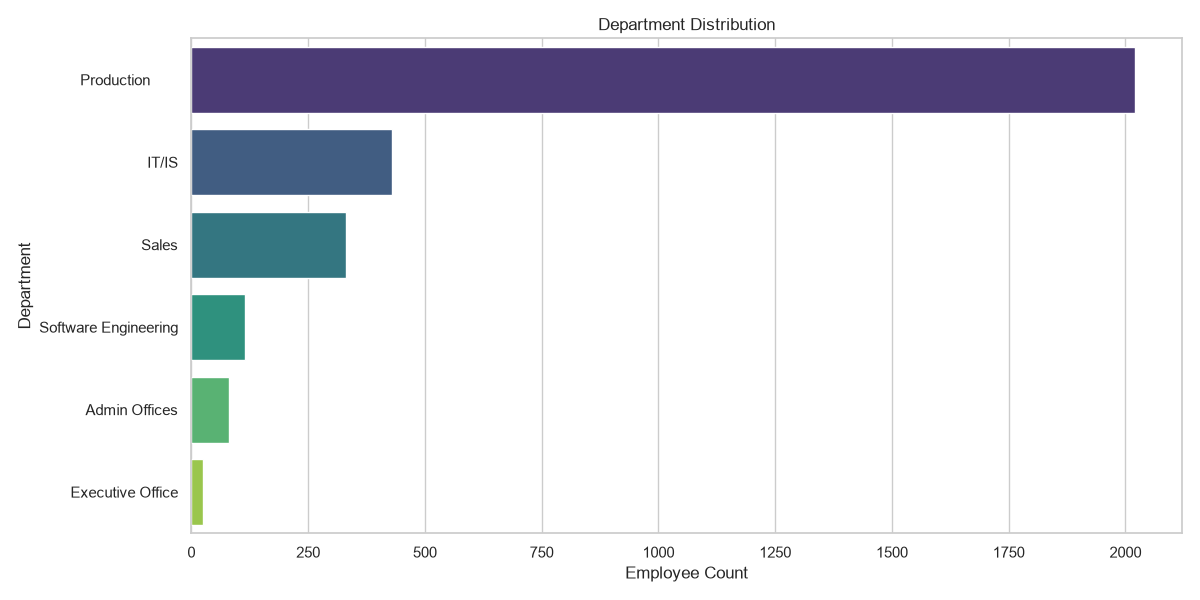 Department Distribution
Production
IT/IS
Sales
Software Engineering
Admin Offices
Executive Office
Department
0 250 500 750 1000 1250 1500 1750 2000
Employee Count